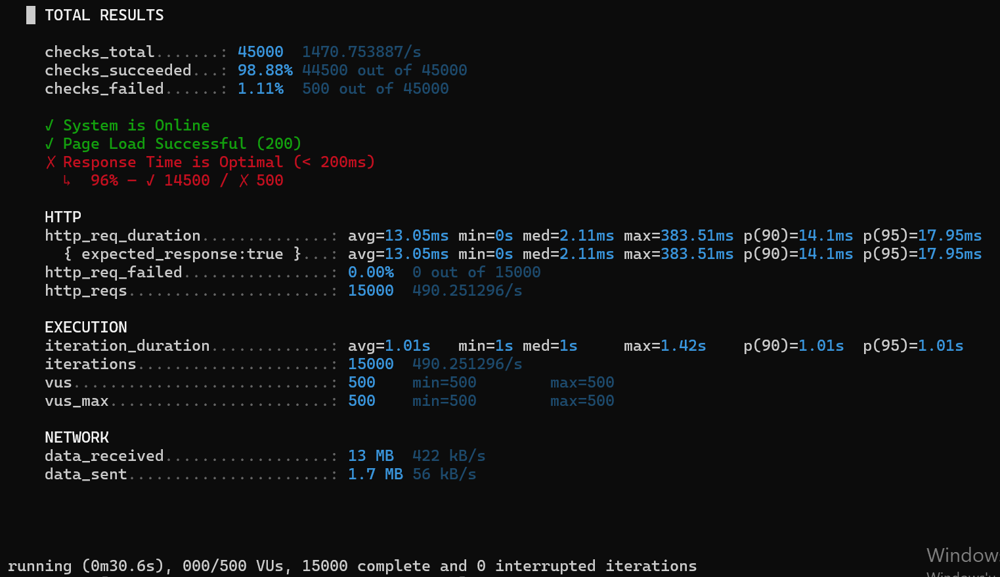 TOTAL RESULTS
checks_total.......: 45000 1470.753887/s
checks_succeeded...: 98.88% 44500 out of 45000
checks_failed......: 1.11% 500 out of 45000
✓ System is Online
✓ Page Load Successful (200)
✗ Response Time is Optimal (< 200ms)
↳ 96% — ✓ 14500 / ✗ 500
HTTP
http_req_duration..............: avg=13.05ms min=0s med=2.11ms max=383.51ms p(90)=14.1ms p(95)=17.95ms
{ expected_response:true }...: avg=13.05ms min=0s med=2.11ms max=383.51ms p(90)=14.1ms p(95)=17.95ms
http_req_failed................: 0.00% 0 out of 15000
http_reqs......................: 15000 490.251296/s
EXECUTION
iteration_duration.............: avg=1.01s min=1s med=1s max=1.42s p(90)=1.01s p(95)=1.01s
iterations.....................: 15000 490.251296/s
vus............................: 500 min=500 max=500
vus_max........................: 500 min=500 max=500
NETWORK
data_received..................: 13 MB 422 kB/s
data_sent......................: 1.7 MB 56 kB/s
running (0m30.6s), 000/500 VUs, 15000 complete and 0 interrupted iterations
Window